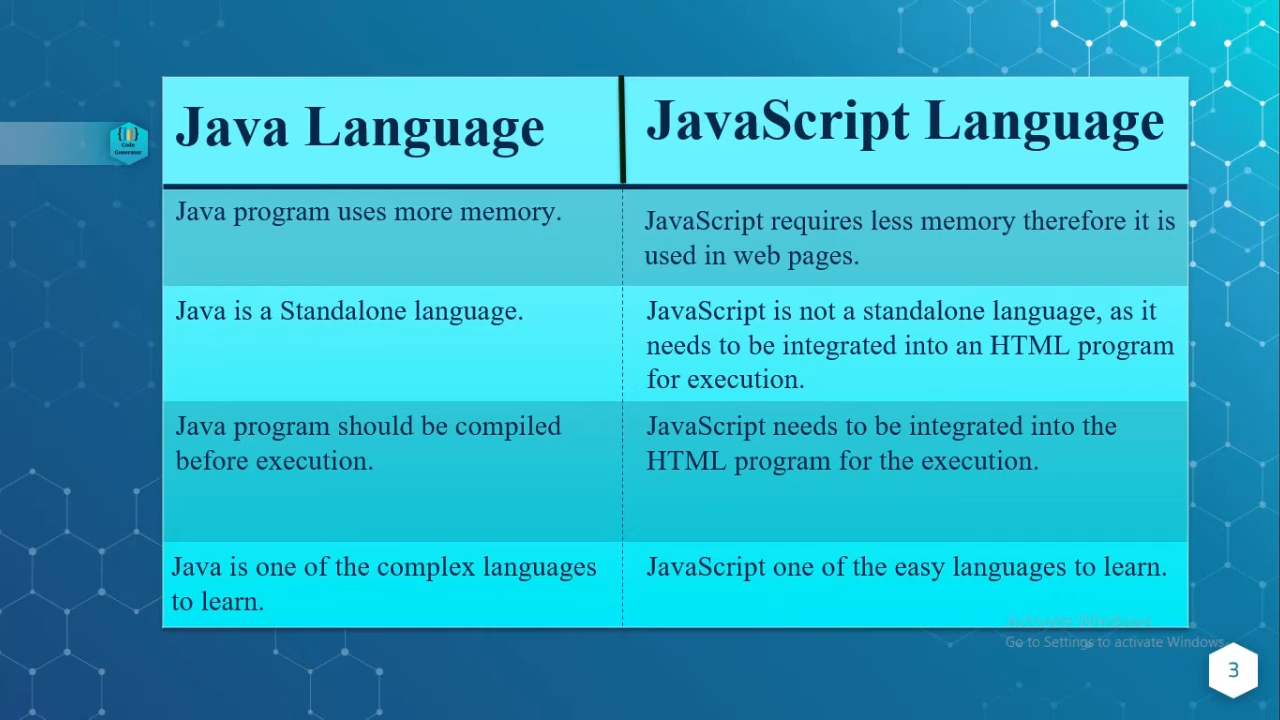 {[]}
Code
Generator
Java Language
JavaScript Language
Java program uses more memory.
JavaScript requires less memory therefore it is
used in web pages.
Java is a Standalone language.
JavaScript is not a standalone language, as it
needs to be integrated into an HTML program
for execution.
Java program should be compiled
before execution.
JavaScript needs to be integrated into the
HTML program for the execution.
Java is one of the complex languages
to learn.
JavaScript one of the easy languages to learn.
Activate Windows
Go to Settings to activate Windows.
3